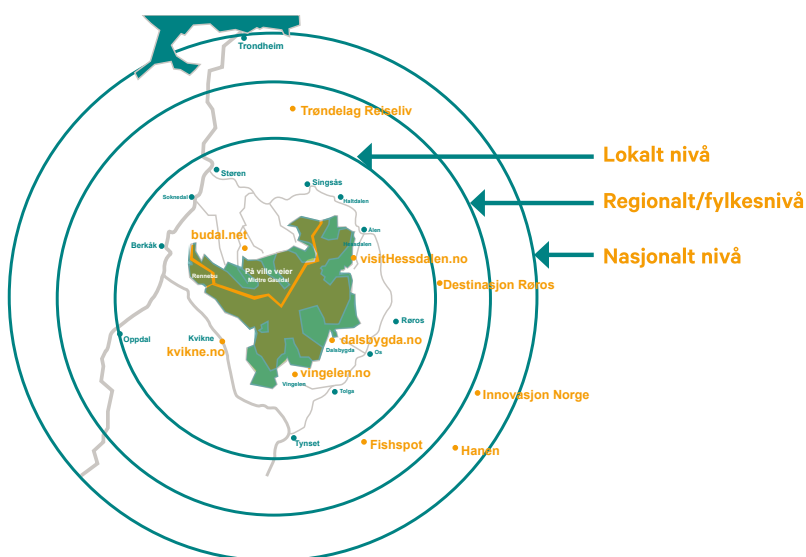 Trondheim
Trøndelag Reiseliv
Lokalt nivå
Støren
Singsås
Soknedal
Haltdalen
Regionalt/fylkesnivå
Ålen
budal.net
Berkåk
Hessdalen
Nasjonalt nivå
visitHessdalen.no
På ville veier
Midtre Gauldal
Rennebu
Destinasjon Røros
Røros
Oppdal
Kvikne
kvikne.no
dalsbygda.no
Dalsbygda
Os
vingelen.no
Vingelen
Tolga
Innovasjon Norge
Tynset
Fishspot
Hanen